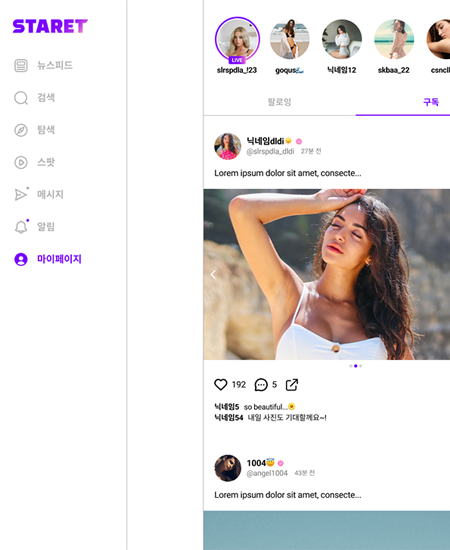 STARET
뉴스피드
검색
탐색
스팟
메시지
알림
마이페이지
LIVE
slrspdla_!23
goqus🌊
닉네임12
skbaa_22
팔로잉
구독
닉네임dldi🌞
@slrspdla_dldi · 27분 전
Lorem ipsum dolor sit amet, consecte...
192
5
닉네임5 so beautiful...🌞
닉네임54 내일 사진도 기대할께요~!
1004😇
@angel1004 · 43분 전
Lorem ipsum dolor sit amet, consecte...